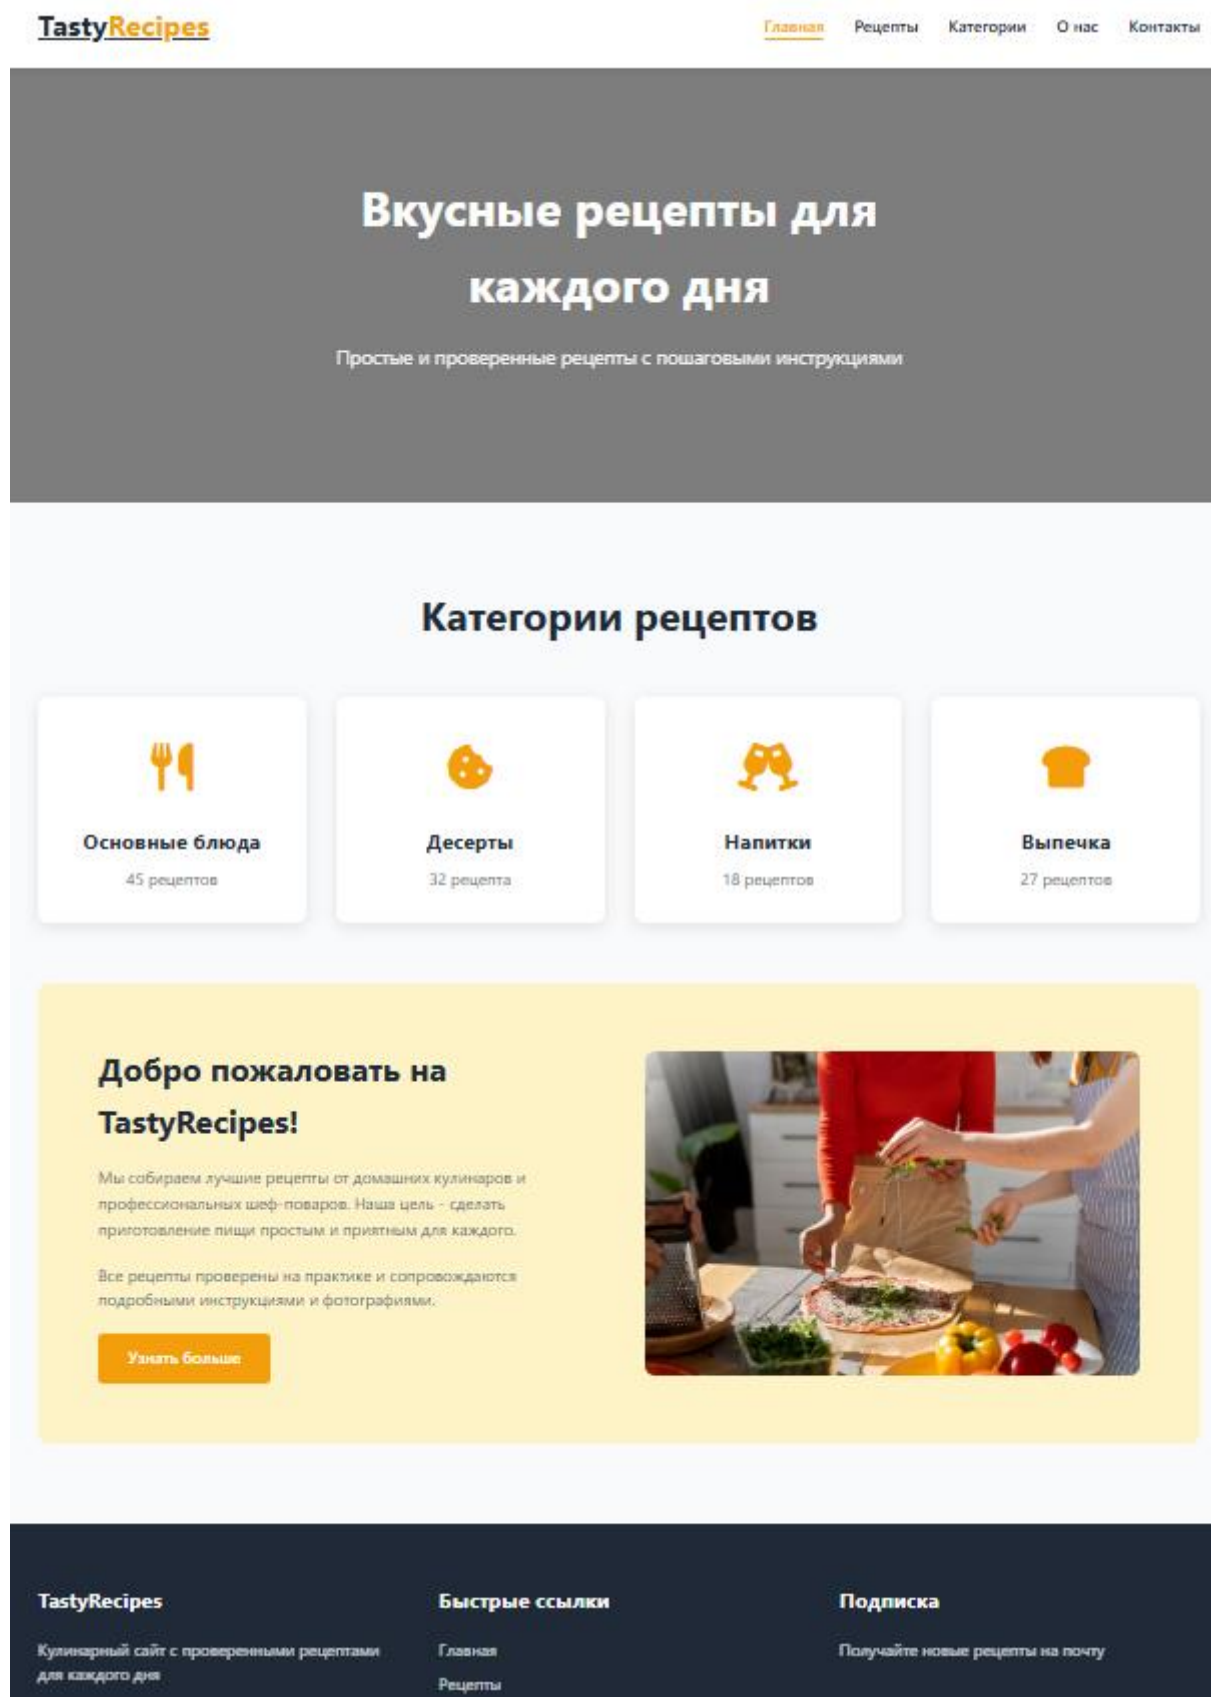 TastyRecipes
Главная Рецепты Категории О нас Контакты
Вкусные рецепты для
каждого дня
Простые и проверенные рецепты с пошаговыми инструкциями
Категории рецептов
Основные блюда
45 рецептов
Десерты
32 рецепта
Напитки
18 рецептов
Выпечка
27 рецептов
Добро пожаловать на
TastyRecipes!
Мы собираем лучшие рецепты от домашних кулинаров и
профессиональных шеф-поваров. Наша цель - сделать
приготовление пищи простым и приятным для каждого.
Все рецепты проверены на практике и сопровождаются
подробными инструкциями и фотографиями.
Узнать больше
TastyRecipes
Кулинарный сайт с проверенными рецептами
для каждого дня
Быстрые ссылки
Главная
Рецепты
Подписка
Получайте новые рецепты на почту